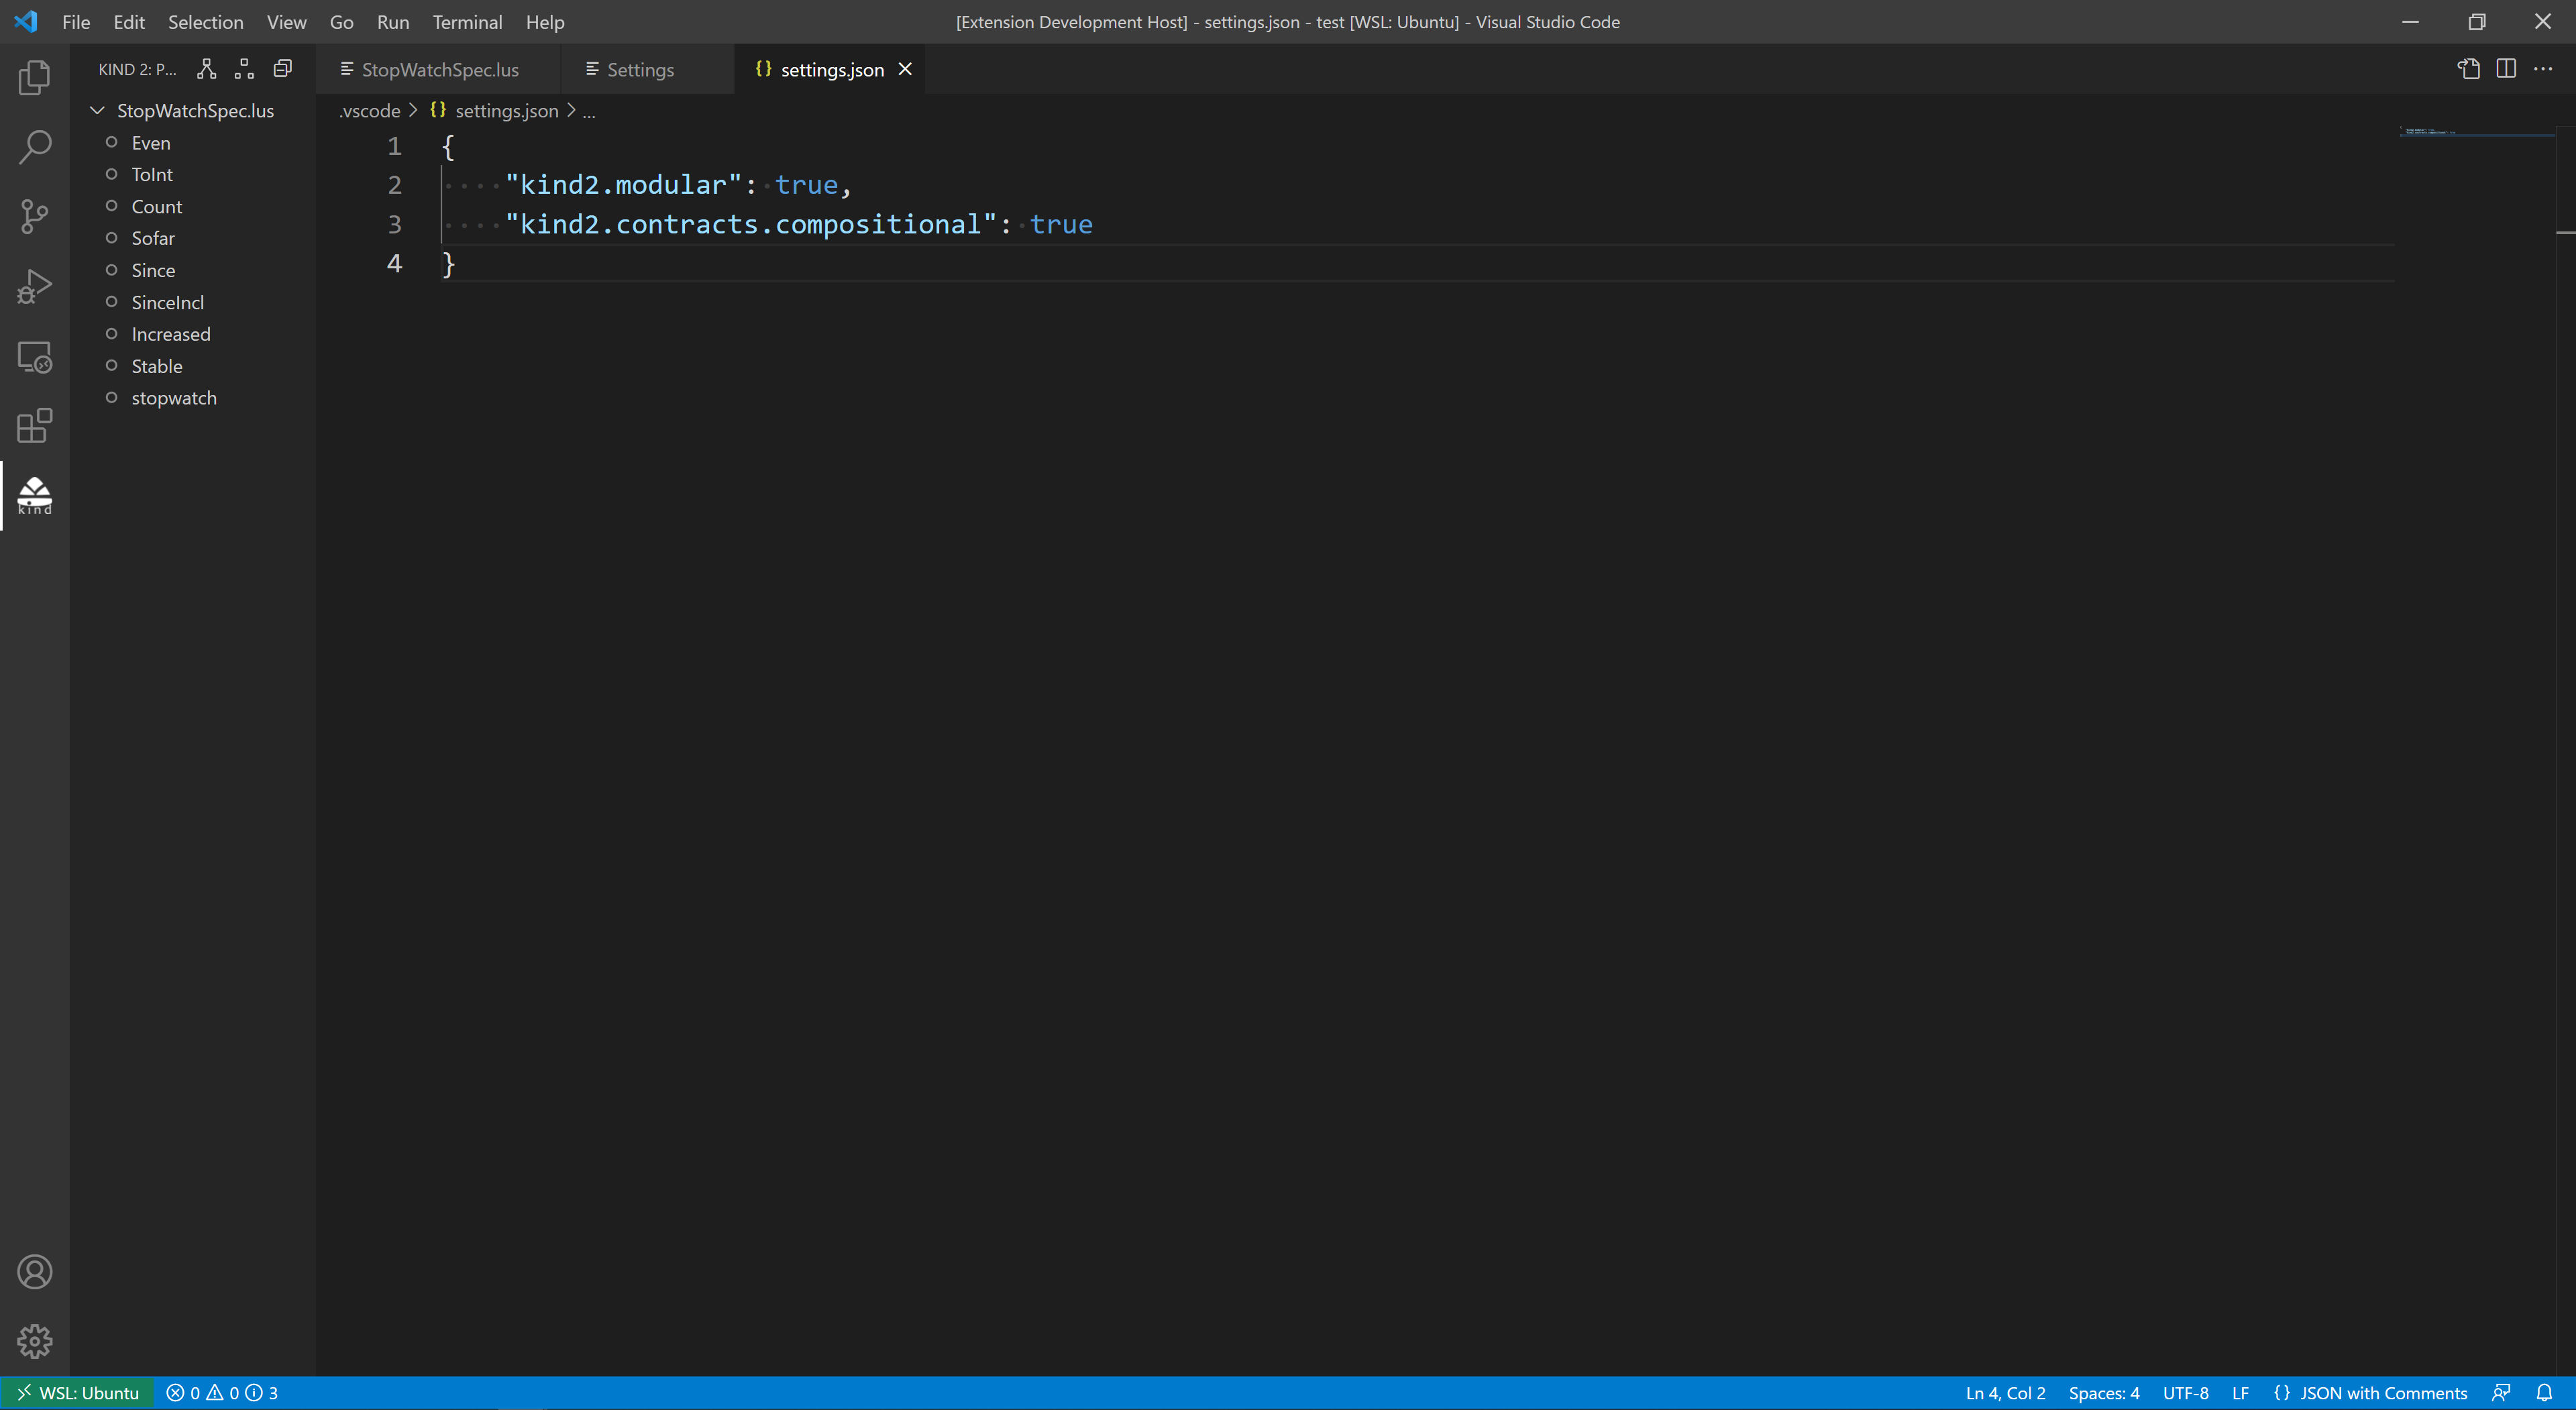 File Edit Selection View Go Run Terminal Help
[Extension Development Host] - settings.json - test [WSL: Ubuntu] - Visual Studio Code
KIND 2: P...
StopWatchSpec.lus
Settings
{} settings.json
StopWatchSpec.lus
Even
ToInt
Count
Sofar
Since
SinceIncl
Increased
Stable
stopwatch
kind
.vscode > {} settings.json > ...
1 {
2 "kind2.modular": true,
3 "kind2.contracts.compositional": true
4 }
WSL: Ubuntu 0 0 3
Ln 4, Col 2 Spaces: 4 UTF-8 LF {} JSON with Comments